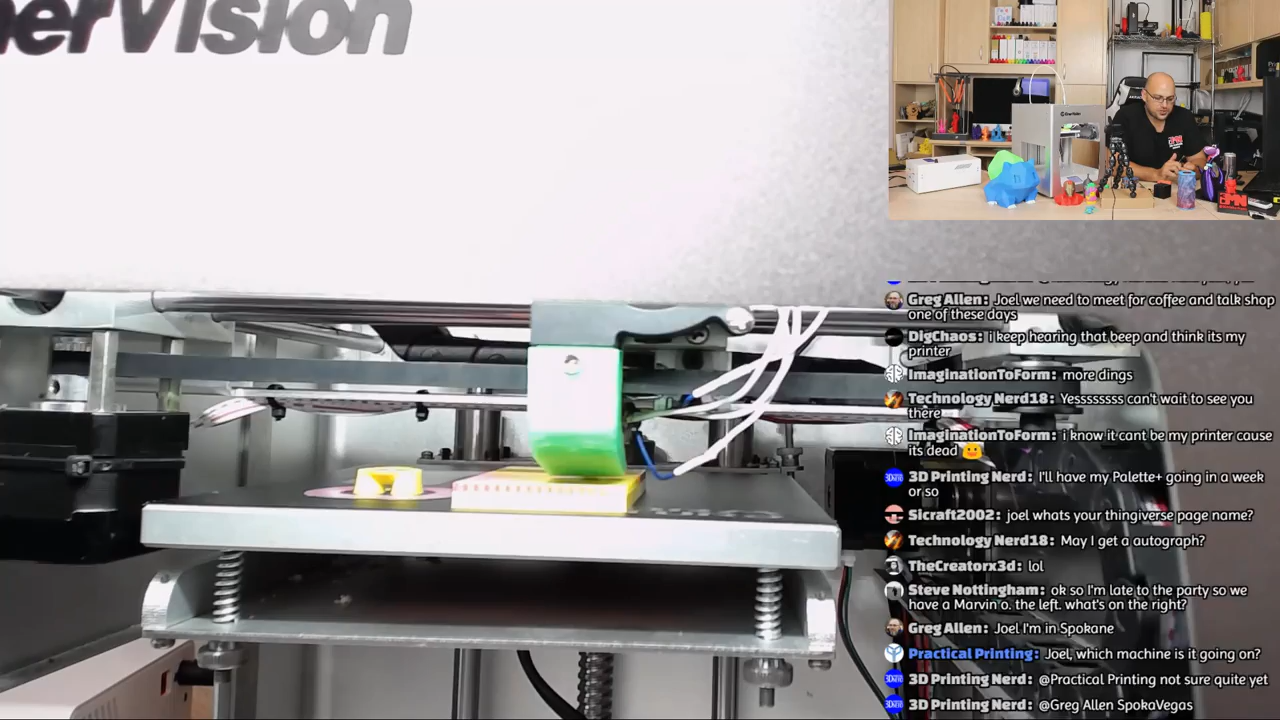 nerVision
Greg Allen: Joel we need to meet for coffee and talk shop
one of these days
DigChaos: i keep hearing that beep and think its my
printer
ImaginationToForm: more dings
Technology Nerd18: Yessssssss can't wait to see you
there
ImaginationToForm: i know it cant be my printer cause
its dead
3D Printing Nerd: I'll have my Palette+ going in a week
or so
Sicraft2002: joel whats your thingiverse page name?
Technology Nerd18: May I get a autograph?
TheCreatorx3d: lol
Steve Nottingham: ok so I'm late to the party so we
have a Marvin o. the left. what's on the right?
Greg Allen: Joel I'm in Spokane
Practical Printing: Joel, which machine is it going on?
3D Printing Nerd: @Practical Printing not sure quite yet
3D Printing Nerd: @Greg Allen SpokaVegas